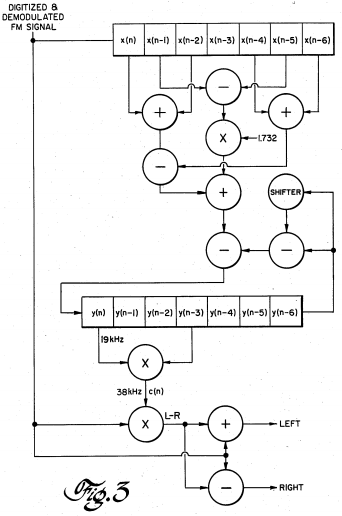 DIGITIZED &
DEMODULATED
FM SIGNAL
x(n) x(n-1) x(n-2) x(n-3) x(n-4) x(n-5) x(n-6)
−
+ +
X 1.732
−
+ SHIFTER
− −
y(n) y(n-1) y(n-2) y(n-3) y(n-4) y(n-5) y(n-6)
19kHz
X
38kHz c(n)
X L-R + LEFT
− RIGHT
Fig. 3